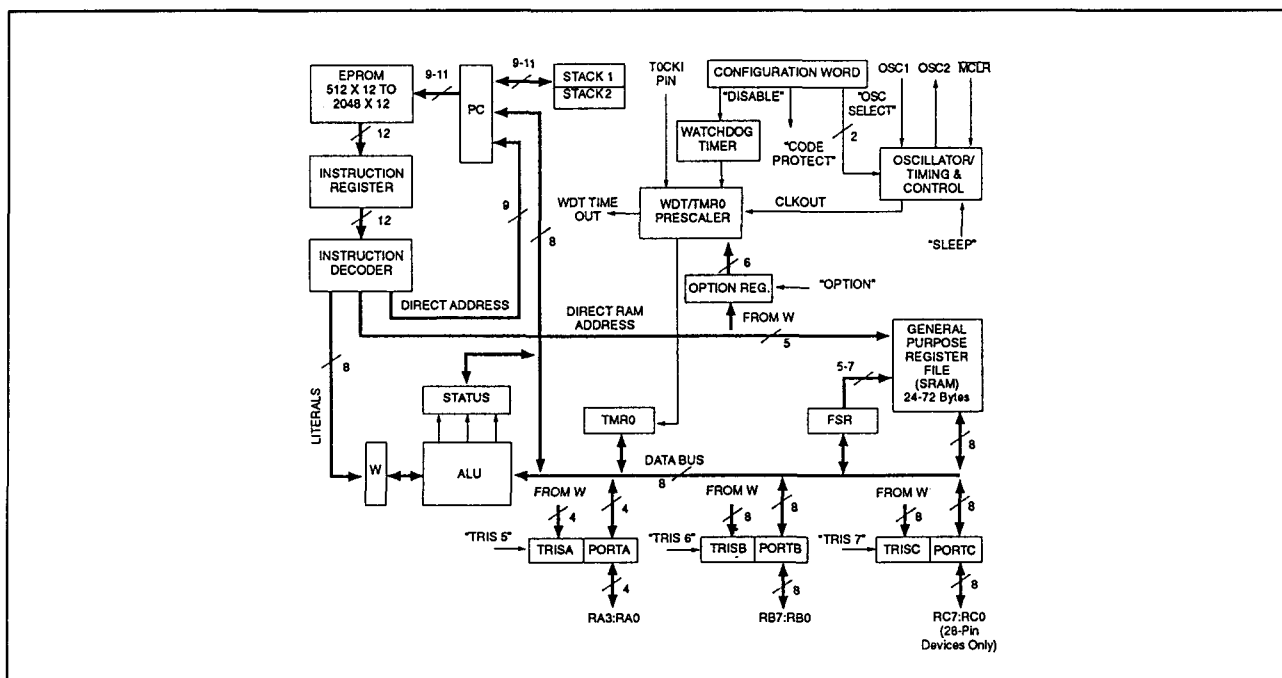 EPROM
512 X 12 TO
2048 X 12
9-11
PC
9-11
STACK 1
STACK 2
T0CKI
PIN
CONFIGURATION WORD
OSC1
OSC2
MCLR
"DISABLE"
"OSC
SELECT"
2
WATCHDOG
TIMER
"CODE
PROTECT"
OSCILLATOR/
TIMING &
CONTROL
12
INSTRUCTION
REGISTER
12
9
8
WDT TIME
OUT
WDT/TMR0
PRESCALER
CLKOUT
"SLEEP"
INSTRUCTION
DECODER
6
OPTION REG.
"OPTION"
DIRECT ADDRESS
DIRECT RAM
ADDRESS
FROM W
5
GENERAL
PURPOSE
REGISTER
FILE
(SRAM)
24-72 Bytes
8
LITERALS
STATUS
5-7
TMR0
FSR
8
W
ALU
DATA BUS
8
FROM W
4
4
FROM W
8
8
FROM W
8
8
"TRIS 5"
TRISA
PORTA
"TRIS 6"
TRISB
PORTB
"TRIS 7"
TRISC
PORTC
4
8
8
RA3:RA0
RB7:RB0
RC7:RC0
(28-Pin
Devices Only)